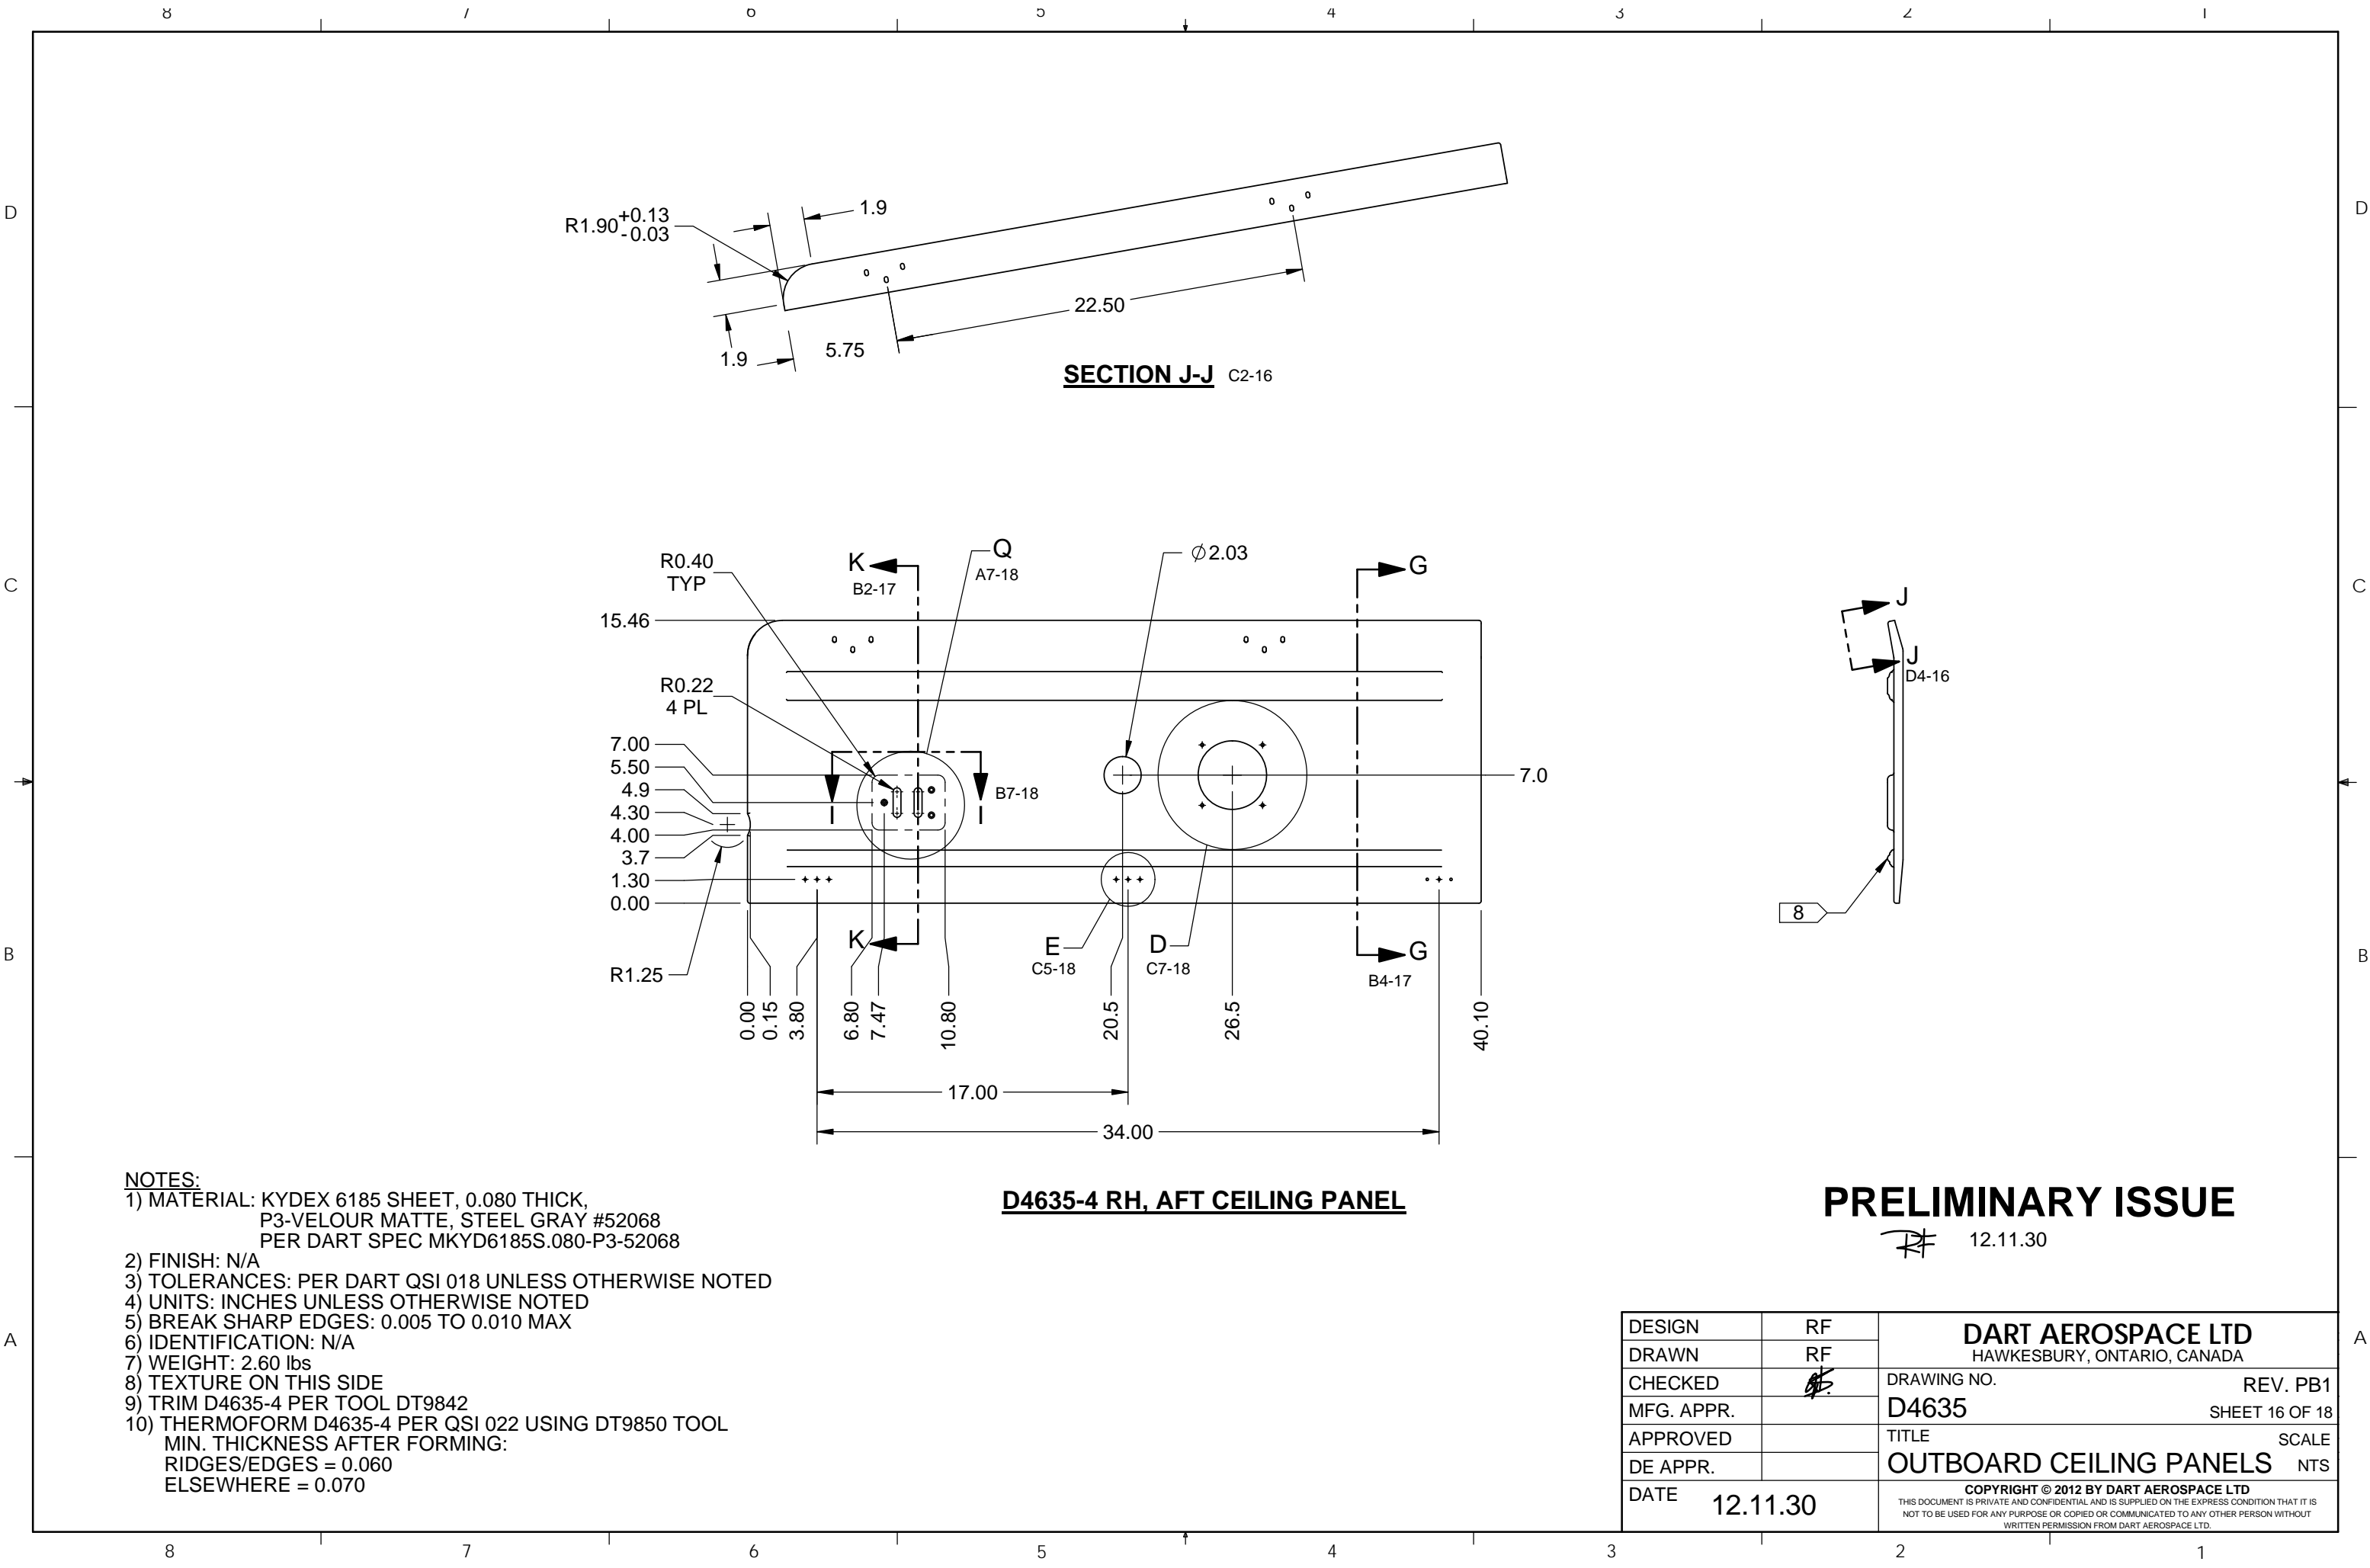 8 7 6 5 4 3 2 1
D
D
R1.90 +0.13
-0.03
1.9
22.50
5.75
1.9
SECTION J-J C2-16
C
C
R0.40
TYP
K
B2-17
Q
A7-18
⌀2.03
G
J
15.46
J
D4-16
R0.22
4 PL
7.00
5.50
4.9
4.30
4.00
3.7
1.30
0.00
I
I
B7-18
7.0
8
B
B
K
E
C5-18
D
C7-18
G
B4-17
R1.25
0.00
0.15
3.80
6.80
7.47
10.80
20.5
26.5
40.10
17.00
34.00
D4635-4 RH, AFT CEILING PANEL
NOTES:
1) MATERIAL: KYDEX 6185 SHEET, 0.080 THICK,
P3-VELOUR MATTE, STEEL GRAY #52068
PER DART SPEC MKYD6185S.080-P3-52068
2) FINISH: N/A
3) TOLERANCES: PER DART QSI 018 UNLESS OTHERWISE NOTED
4) UNITS: INCHES UNLESS OTHERWISE NOTED
5) BREAK SHARP EDGES: 0.005 TO 0.010 MAX
6) IDENTIFICATION: N/A
7) WEIGHT: 2.60 lbs
8) TEXTURE ON THIS SIDE
9) TRIM D4635-4 PER TOOL DT9842
10) THERMOFORM D4635-4 PER QSI 022 USING DT9850 TOOL
MIN. THICKNESS AFTER FORMING:
RIDGES/EDGES = 0.060
ELSEWHERE = 0.070
PRELIMINARY ISSUE
RF 12.11.30
A
A
DESIGN RF
DRAWN RF
CHECKED
MFG. APPR.
APPROVED
DE APPR.
DATE 12.11.30
DART AEROSPACE LTD
HAWKESBURY, ONTARIO, CANADA
DRAWING NO. REV. PB1
D4635 SHEET 16 OF 18
TITLE SCALE
OUTBOARD CEILING PANELS NTS
COPYRIGHT © 2012 BY DART AEROSPACE LTD
THIS DOCUMENT IS PRIVATE AND CONFIDENTIAL AND IS SUPPLIED ON THE EXPRESS CONDITION THAT IT IS
NOT TO BE USED FOR ANY PURPOSE OR COPIED OR COMMUNICATED TO ANY OTHER PERSON WITHOUT
WRITTEN PERMISSION FROM DART AEROSPACE LTD.
8 7 6 5 4 3 2 1